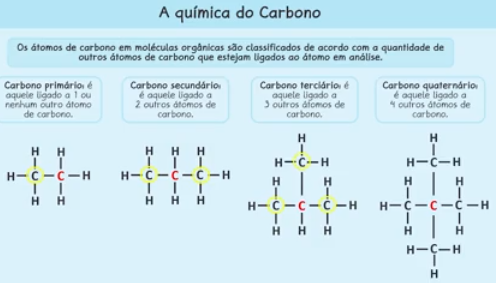 A química do Carbono
Os átomos de carbono em moléculas orgânicas são classificados de acordo com a quantidade de
outros átomos de carbono que estejam ligados ao átomo em análise.
Carbono primário: é
aquele ligado a 1 ou
nenhum outro átomo
de carbono.
Carbono secundário:
é aquele ligado a
2 outros átomos de
carbono.
Carbono terciário: é
aquele ligado a
3 outros átomos de
carbono.
Carbono quaternário:
é aquele ligado a
4 outros átomos de
carbono.
H H
H C C H
H H
H H H
H C C C H
H H H
H
H C H
H H
H C C C H
H H H
H
H C H
H H
H C C C H
H H
H C H
H